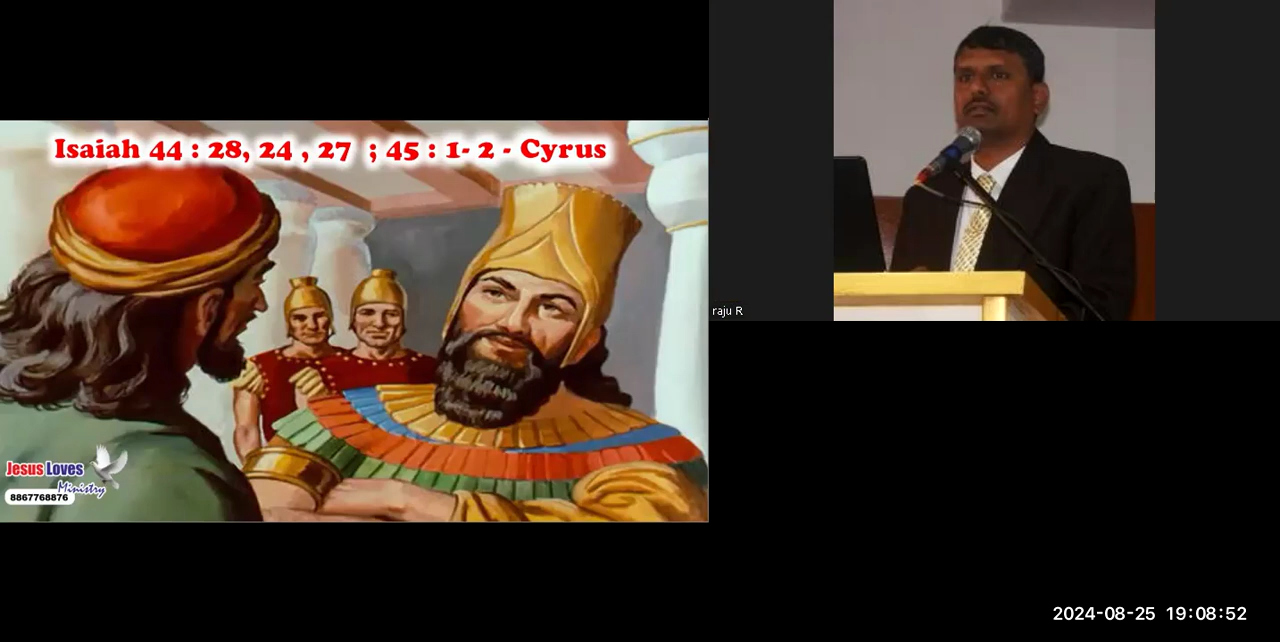 Isaiah 44 : 28, 24 , 27 ; 45 : 1- 2 - Cyrus
raju R
Jesus Loves
Ministry
8867768876
2024-08-25 19:08:52